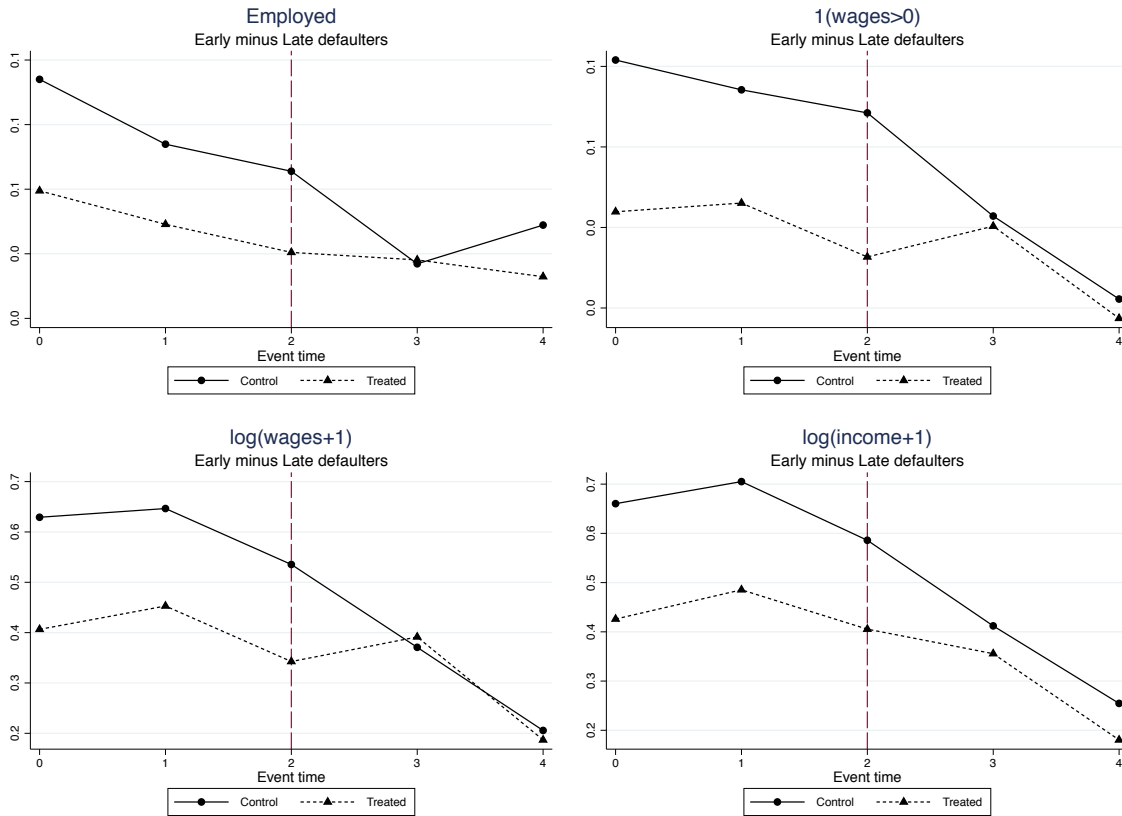 Employed
Early minus Late defaulters
0.1
0.1
0.1
0.0
0.0
0 1 2 3 4
Event time
Control Treated
1(wages>0)
Early minus Late defaulters
0.1
0.1
0.0
0.0
0 1 2 3 4
Event time
Control Treated
log(wages+1)
Early minus Late defaulters
0.7
0.6
0.5
0.4
0.3
0.2
0 1 2 3 4
Event time
Control Treated
log(income+1)
Early minus Late defaulters
0.7
0.6
0.5
0.4
0.3
0.2
0 1 2 3 4
Event time
Control Treated